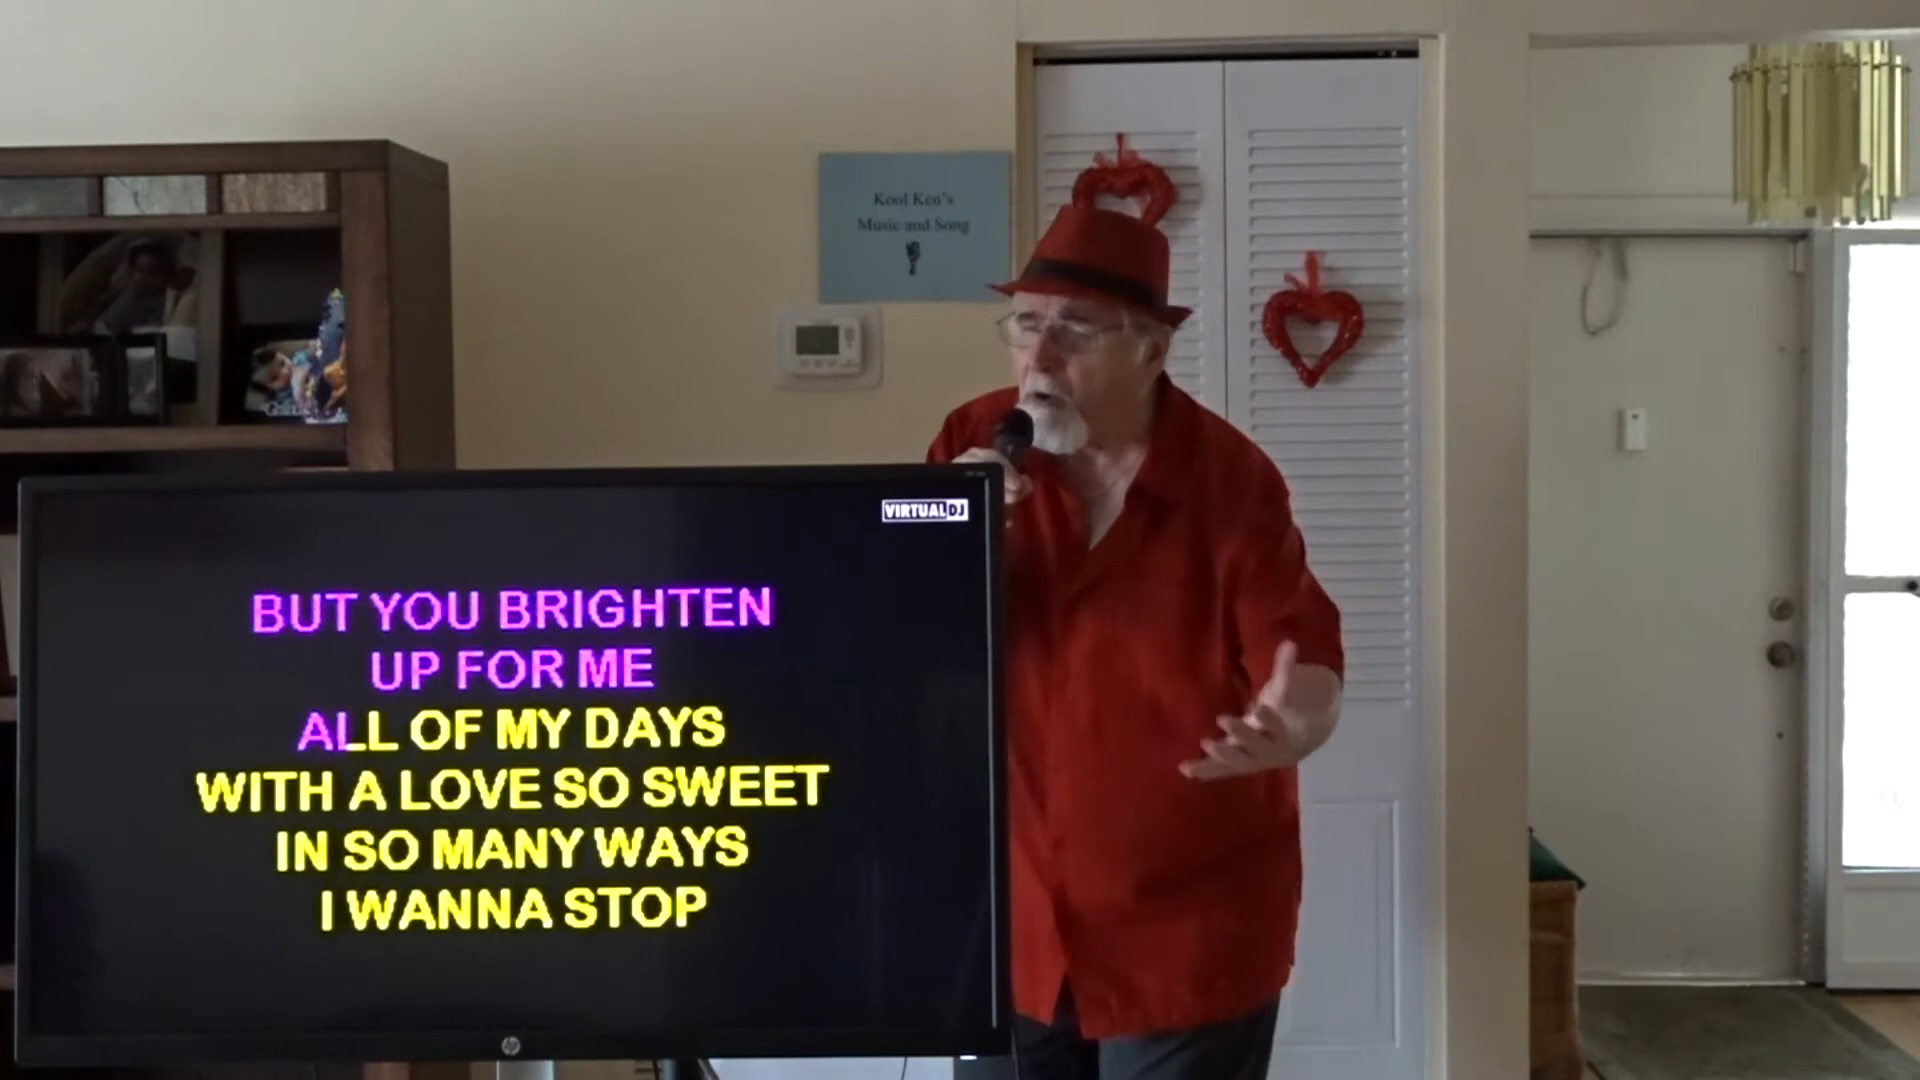 Kool Ken's
Music and Song
VIRTUALDJ
BUT YOU BRIGHTEN
UP FOR ME
ALL OF MY DAYS
WITH A LOVE SO SWEET
IN SO MANY WAYS
I WANNA STOP
hp